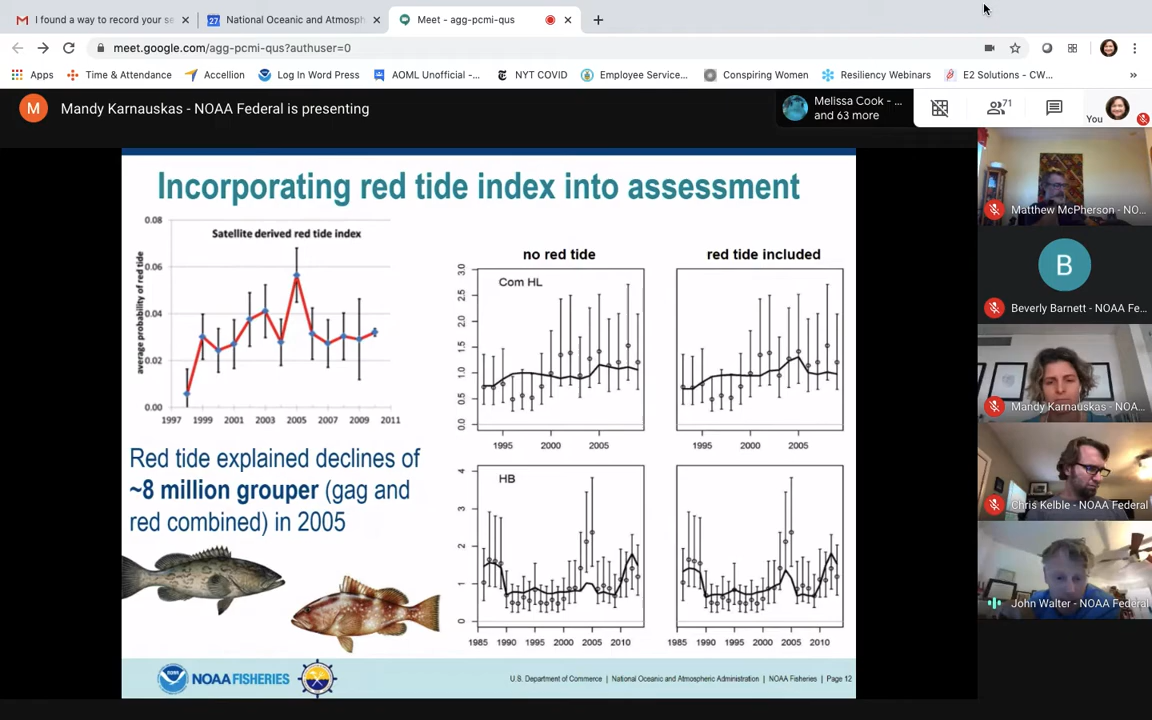 I found a way to record your se
National Oceanic and Atmosph
Meet - agg-pcmi-qus
meet.google.com/agg-pcmi-qus?authuser=0
Apps
Time & Attendance
Accellion
Log In Word Press
AOML Unofficial -...
NYT COVID
Employee Service...
Conspiring Women
Resiliency Webinars
E2 Solutions - CW...
»
M
Mandy Karnauskas - NOAA Federal is presenting
Melissa Cook - ...
and 63 more
71
You
Incorporating red tide index into assessment
Satellite derived red tide index
average probability of red tide
0.08
0.06
0.04
0.02
0.00
1997 1999 2001 2003 2005 2007 2009 2011
no red tide
red tide included
Com HL
3.0
2.5
2.0
1.5
1.0
0.5
0.0
1995 2000 2005
1995 2000 2005
HB
4
3
2
1
0
1985 1990 1995 2000 2005 2010
1985 1990 1995 2000 2005 2010
Red tide explained declines of
~8 million grouper (gag and
red combined) in 2005
NOAA FISHERIES
U.S. Department of Commerce | National Oceanic and Atmospheric Administration | NOAA Fisheries | Page 12
Matthew McPherson - NO...
B
Beverly Barnett - NOAA Fe...
Mandy Karnauskas - NOA...
Chris Kelble - NOAA Federal
John Walter - NOAA Federal